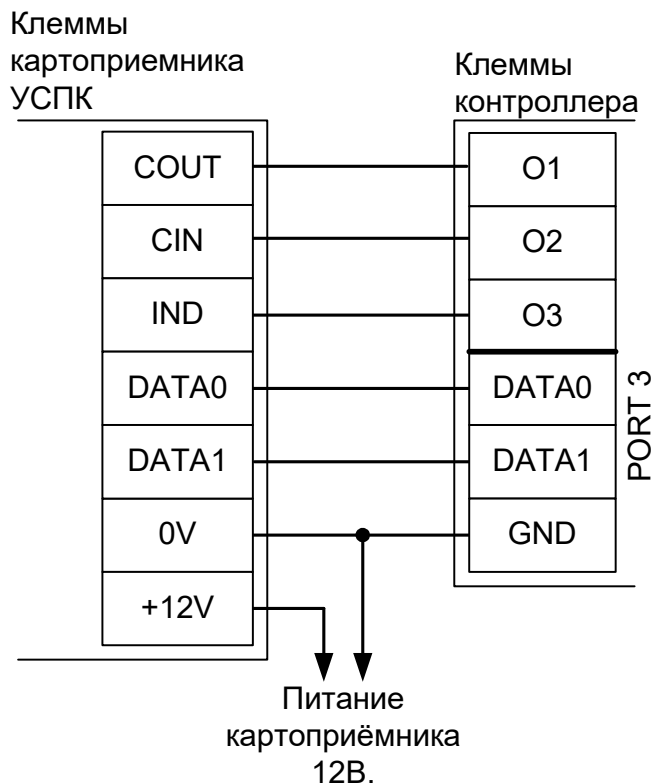 Клеммы
картоприемника
УСПК
Клеммы
контроллера
COUT
O1
CIN
O2
IND
O3
DATA0
DATA0
DATA1
DATA1
0V
GND
+12V
PORT 3
Питание
картоприёмника
12В.